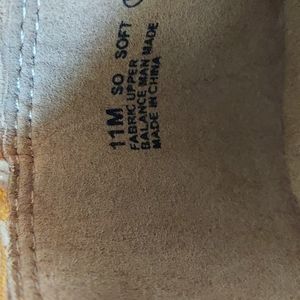 11M SO SOFT
FABRIC UPPER
BALANCE MAN MADE
MADE IN CHINA